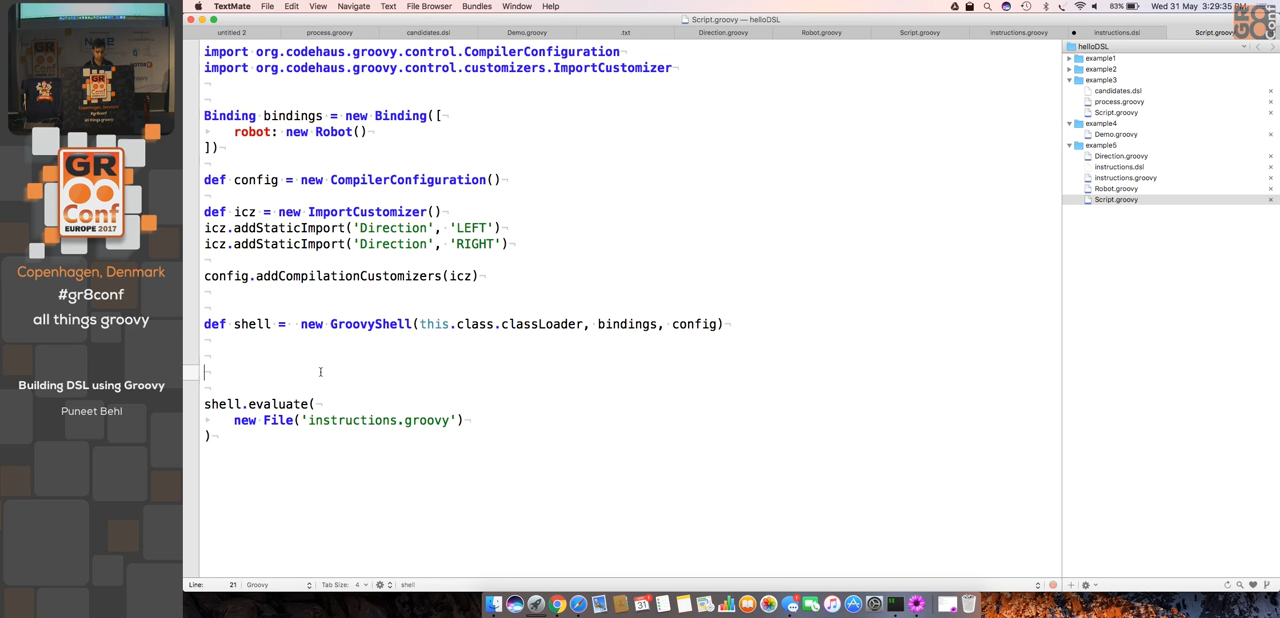 TextMate File Edit View Navigate Text File Browser Bundles Window Help
83% Wed 31 May 3:29:35 PM
Script.groovy — helloDSL
untitled 2 process.groovy candidates.dsl Demo.groovy .txt Direction.groovy Robot.groovy Script.groovy instructions.groovy instructions.dsl Script.groovy
import org.codehaus.groovy.control.CompilerConfiguration
import org.codehaus.groovy.control.customizers.ImportCustomizer
Binding bindings = new Binding([
robot: new Robot()
])
def config = new CompilerConfiguration()
def icz = new ImportCustomizer()
icz.addStaticImport('Direction', 'LEFT')
icz.addStaticImport('Direction', 'RIGHT')
config.addCompilationCustomizers(icz)
def shell =  new GroovyShell(this.class.classLoader, bindings, config)
shell.evaluate(
new File('instructions.groovy')
)
Line: 21 Groovy Tab Size: 4 shell
helloDSL
example1
example2
example3
candidates.dsl
process.groovy
Script.groovy
example4
Demo.groovy
example5
Direction.groovy
instructions.dsl
instructions.groovy
Robot.groovy
Script.groovy
GR
Conf
EUROPE 2017
Copenhagen, Denmark
#gr8conf
all things groovy
Building DSL using Groovy
Puneet Behl